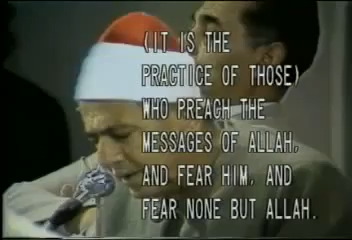 (IT IS THE
PRACTICE OF THOSE)
WHO PREACH THE
MESSAGES OF ALLAH,
AND FEAR HIM, AND
FEAR NONE BUT ALLAH.